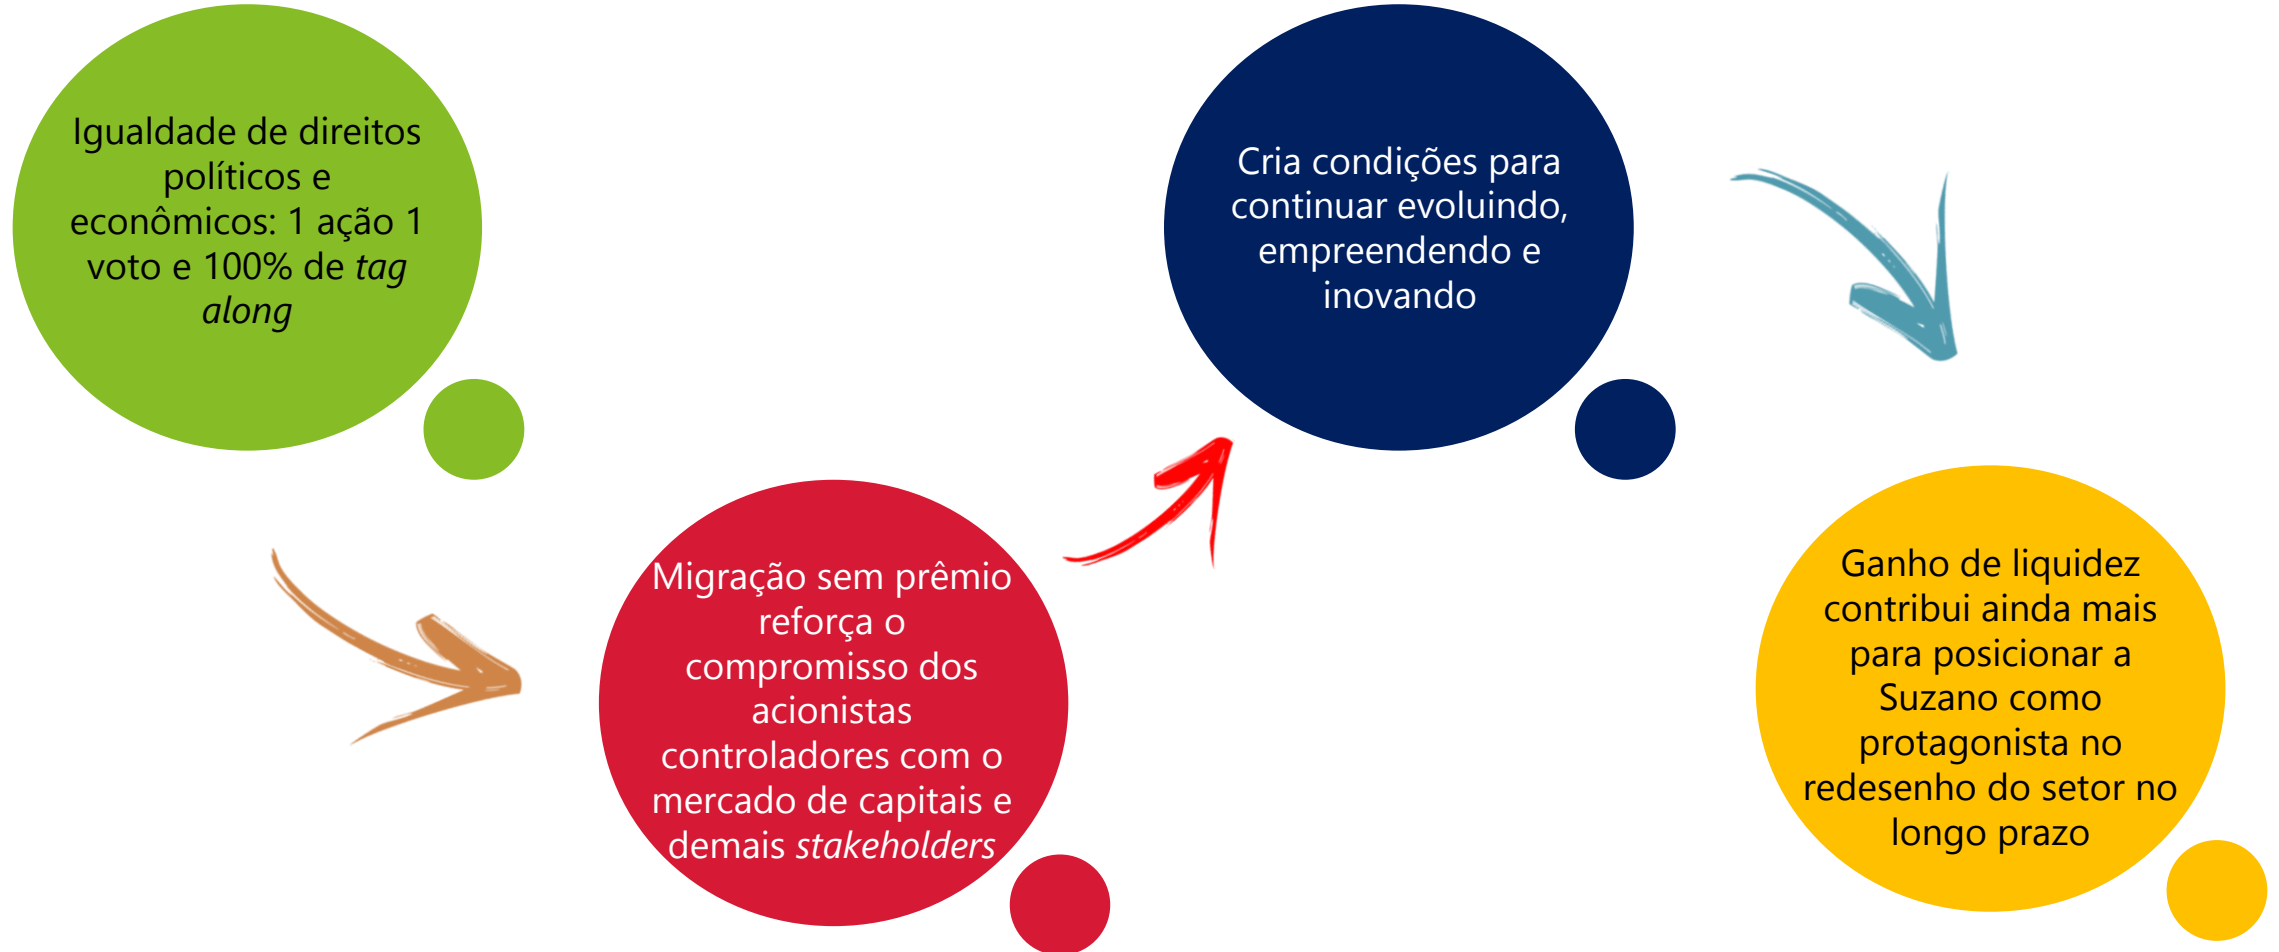 Igualdade de direitos
políticos e
econômicos: 1 ação 1
voto e 100% de tag
along
Migração sem prêmio
reforça o
compromisso dos
acionistas
controladores com o
mercado de capitais e
demais stakeholders
Cria condições para
continuar evoluindo,
empreendendo e
inovando
Ganho de liquidez
contribui ainda mais
para posicionar a
Suzano como
protagonista no
redesenho do setor no
longo prazo